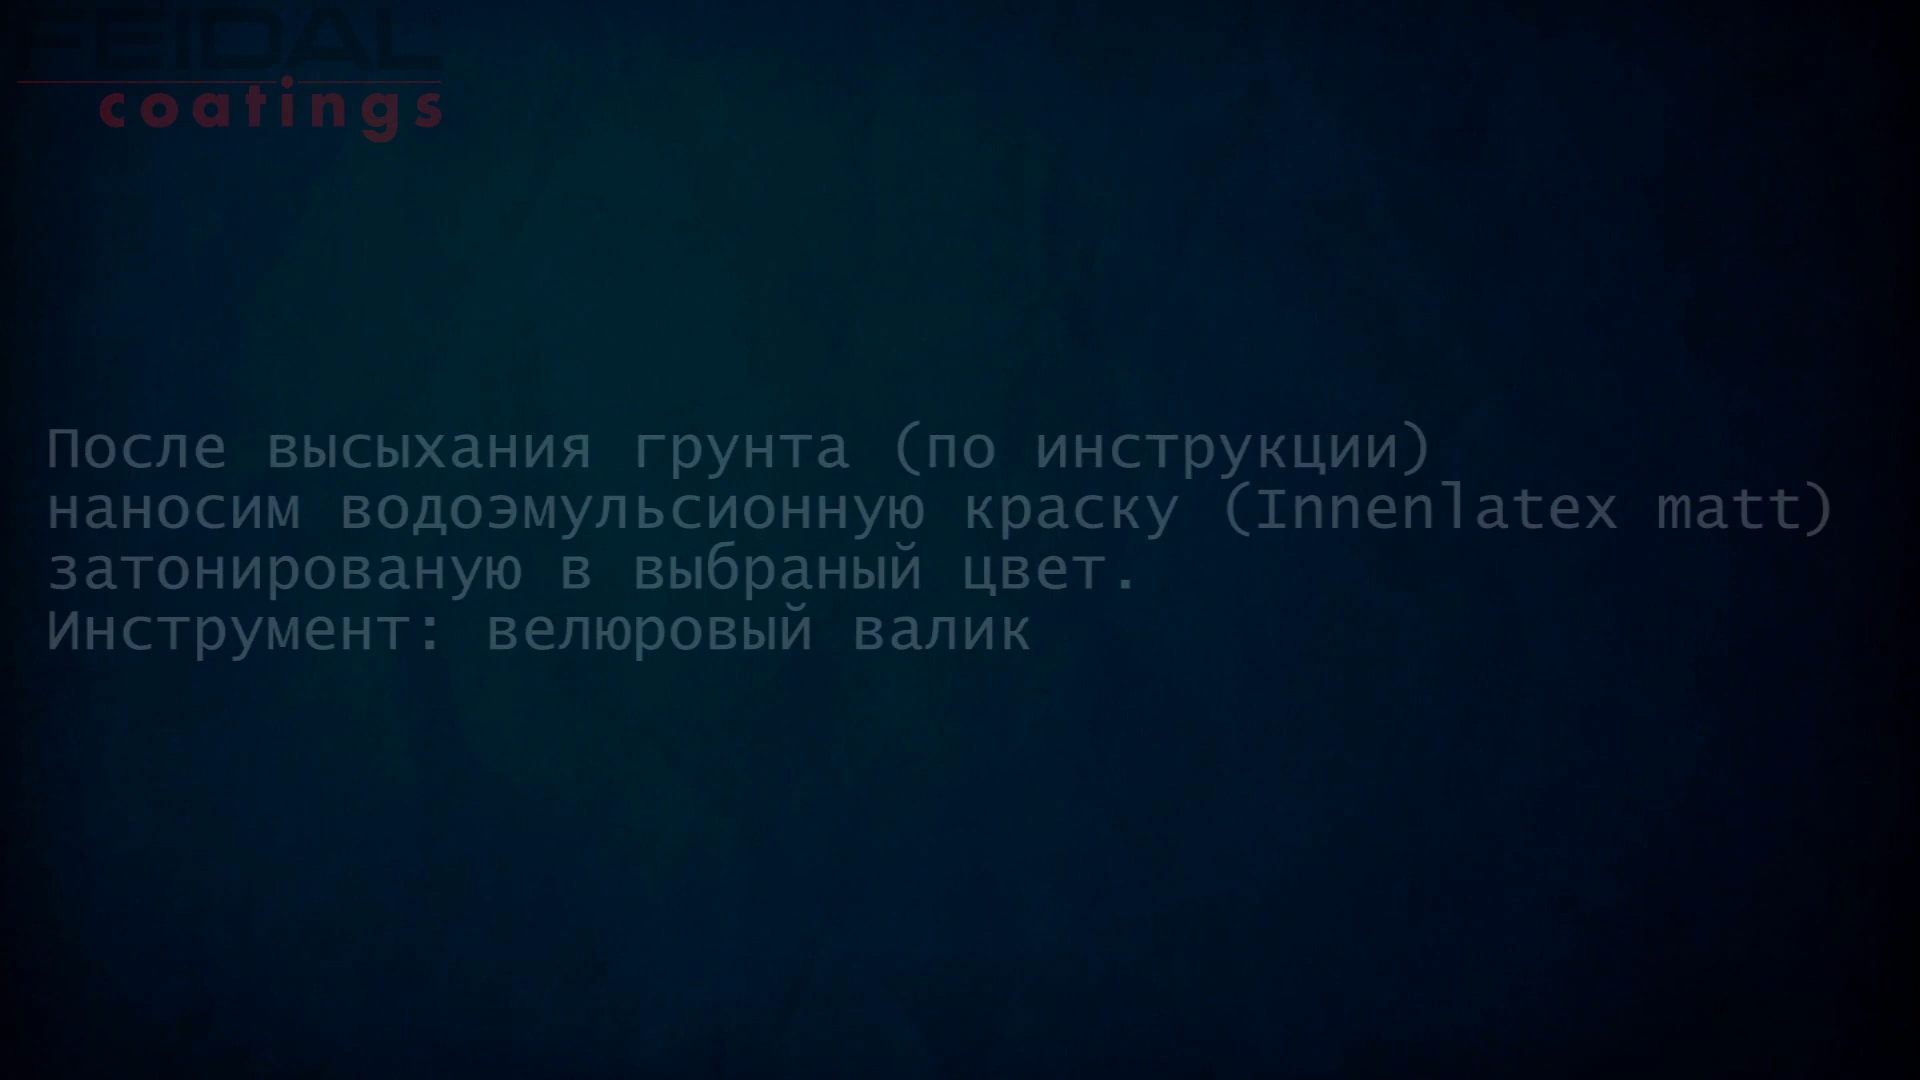 FEIDAL
coatings
После высыхания грунта (по инструкции)
наносим водоэмульсионную краску (Innenlatex matt)
затонированую в выбраный цвет.
Инструмент: велюровый валик